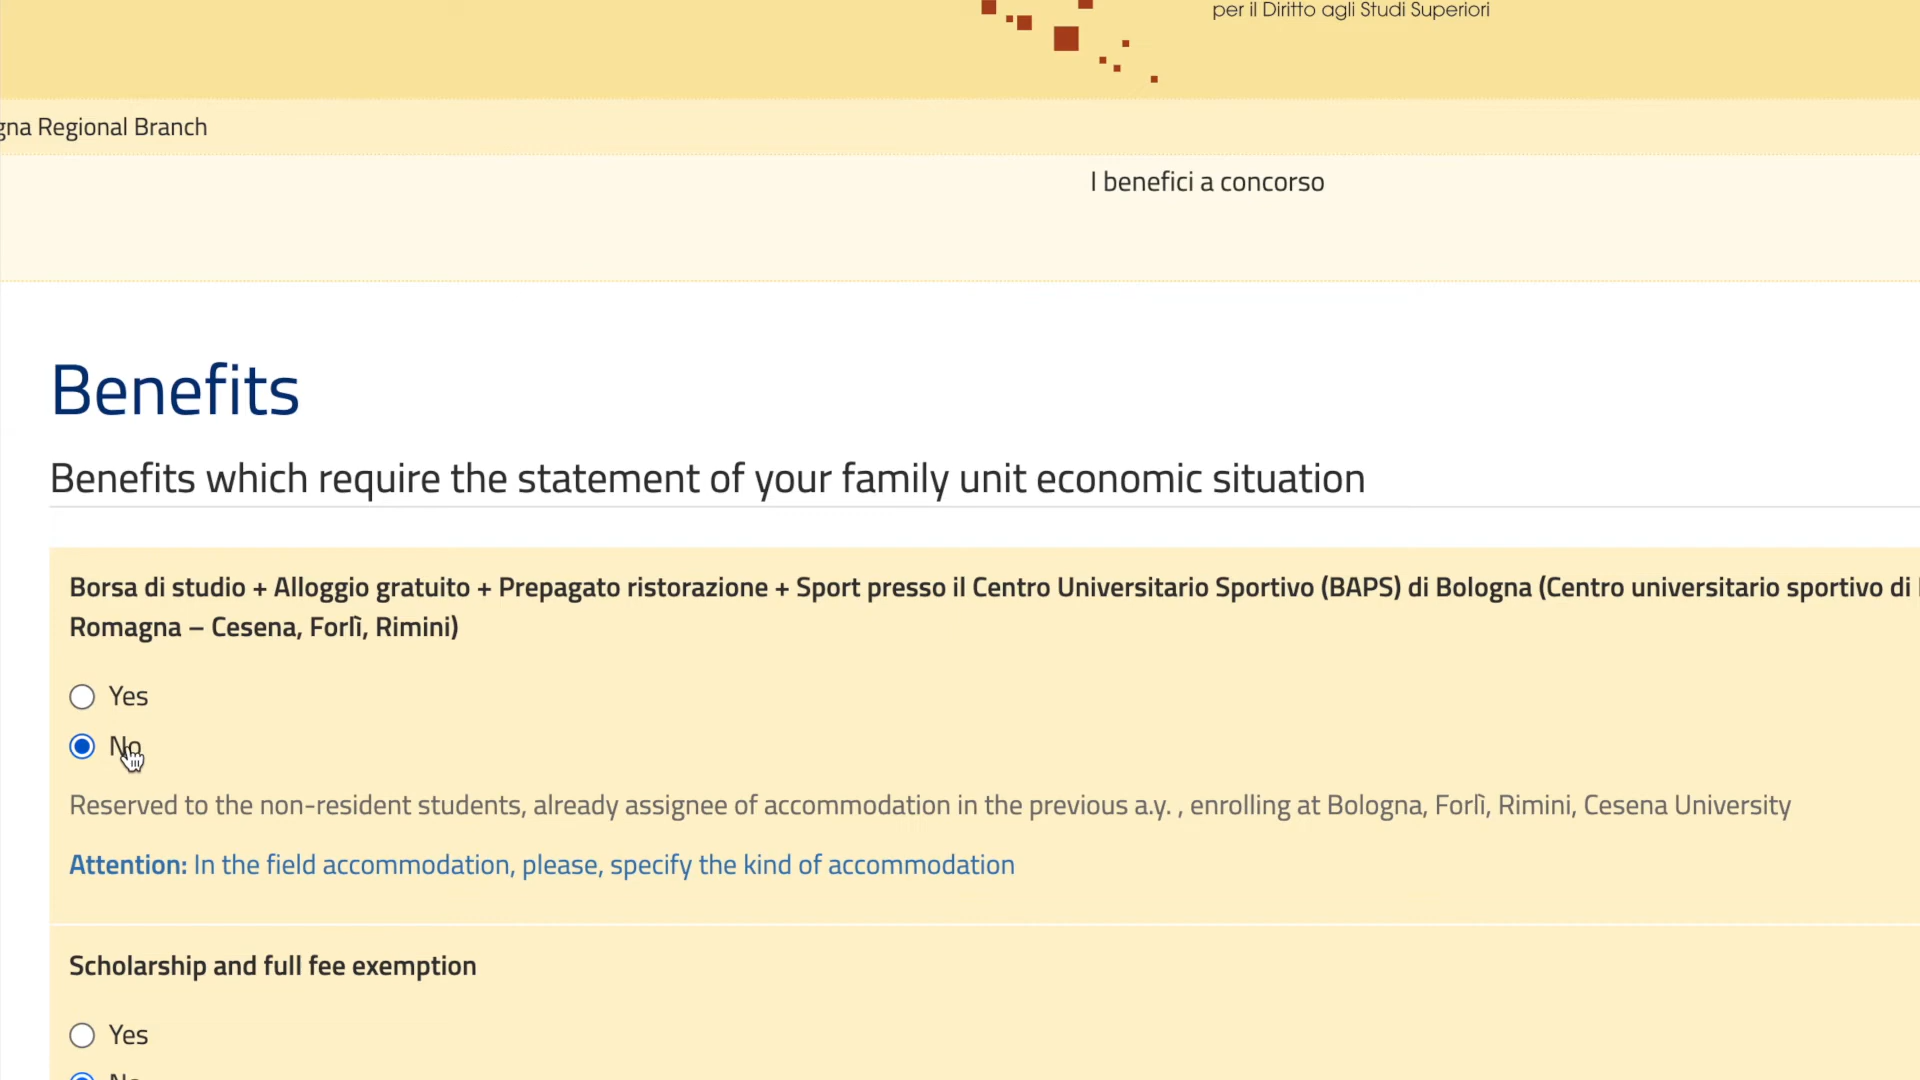 per il Diritto agli Studi Superiori
Regional Branch
I benefici a concorso
Benefits
Benefits which require the statement of your family unit economic situation
Borsa di studio + Alloggio gratuito + Prepagato ristorazione + Sport presso il Centro Universitario Sportivo (BAPS) di Bologna (Centro universitario sportivo di
Romagna – Cesena, Forlì, Rimini)
Yes
No
Reserved to the non-resident students, already assignee of accommodation in the previous a.y. , enrolling at Bologna, Forlì, Rimini, Cesena University
Attention: In the field accommodation, please, specify the kind of accommodation
Scholarship and full fee exemption
Yes